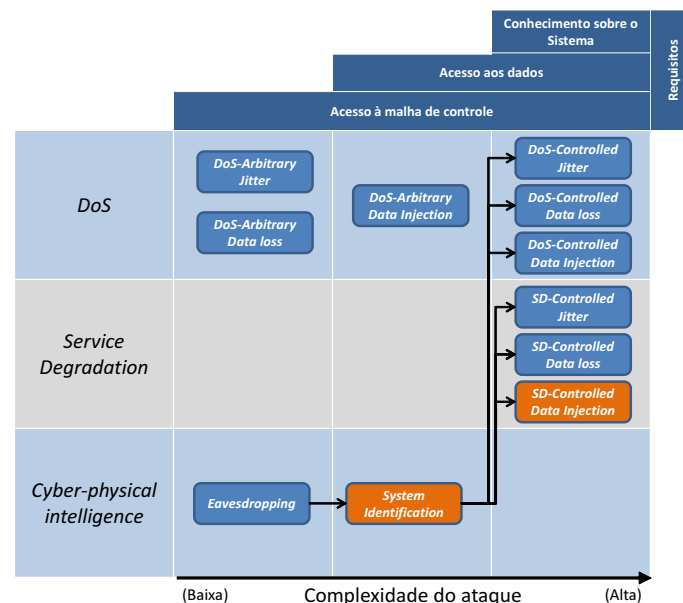 Conhecimento sobre o
Sistema
Requisitos
Acesso aos dados
Acesso à malha de controle
DoS
DoS-Arbitrary
Jitter
DoS-Arbitrary
Data loss
DoS-Arbitrary
Data Injection
DoS-Controlled
Jitter
DoS-Controlled
Data loss
DoS-Controlled
Data Injection
Service
Degradation
SD-Controlled
Jitter
SD-Controlled
Data loss
SD-Controlled
Data Injection
Cyber-physical
intelligence
Eavesdropping
System
Identification
(Baixa)
Complexidade do ataque
(Alta)